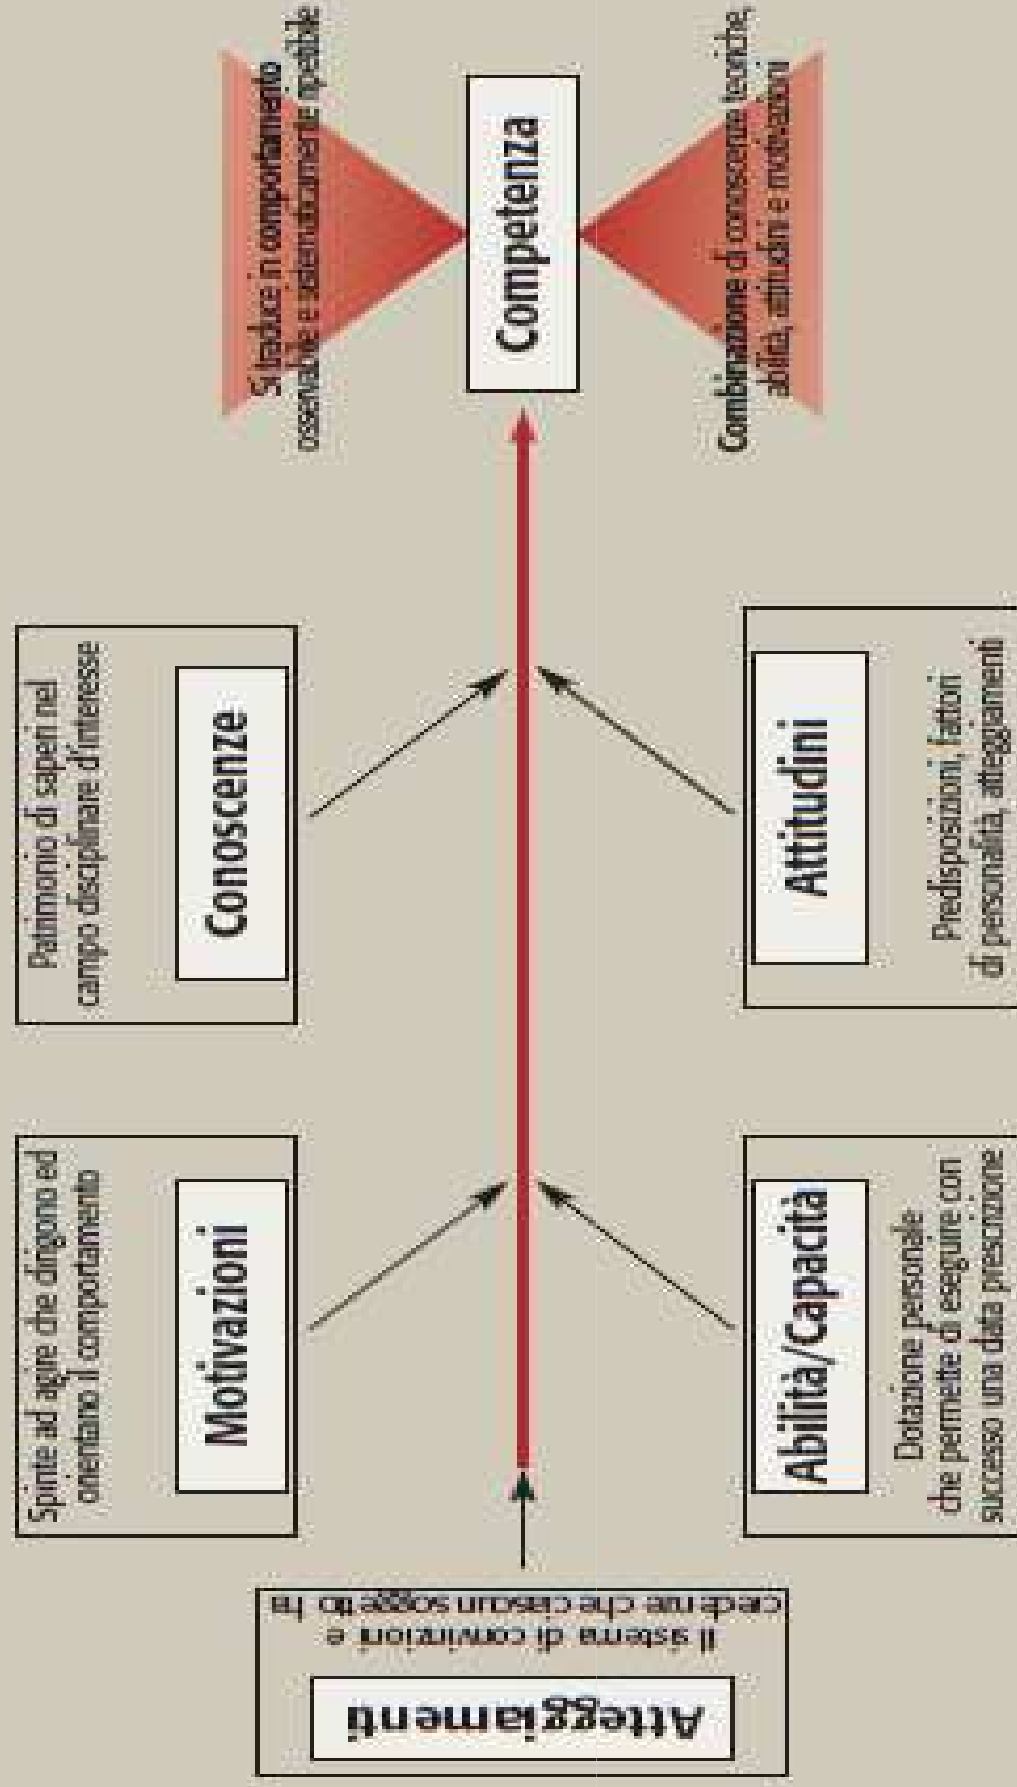 Spinte ad agire che dirigono ed
orientano il comportamento
Motivazioni
Patrimonio di saperi nel
campo disciplinare d'interesse
Conoscenze
Si traduce in comportamento
osservabile e sistematicamente ripetibile
Atteggiamenti
Il sistema di convinzioni e
credenze che ciascun soggetto ha
Competenza
Abilità/Capacità
Dotazione personale
che permette di eseguire con
successo una data prescrizione
Attitudini
Predisposizioni, fattori
di personalità, atteggiamenti
Combinazione di conoscenze teoriche,
abilità, attitudini e motivazioni